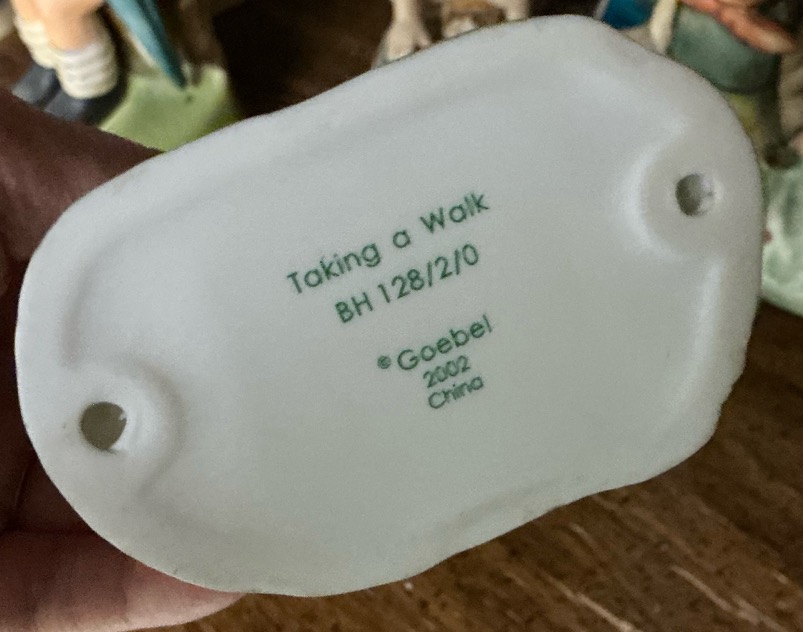 Taking a Walk
BH 128/2/0
© Goebel
2002
China